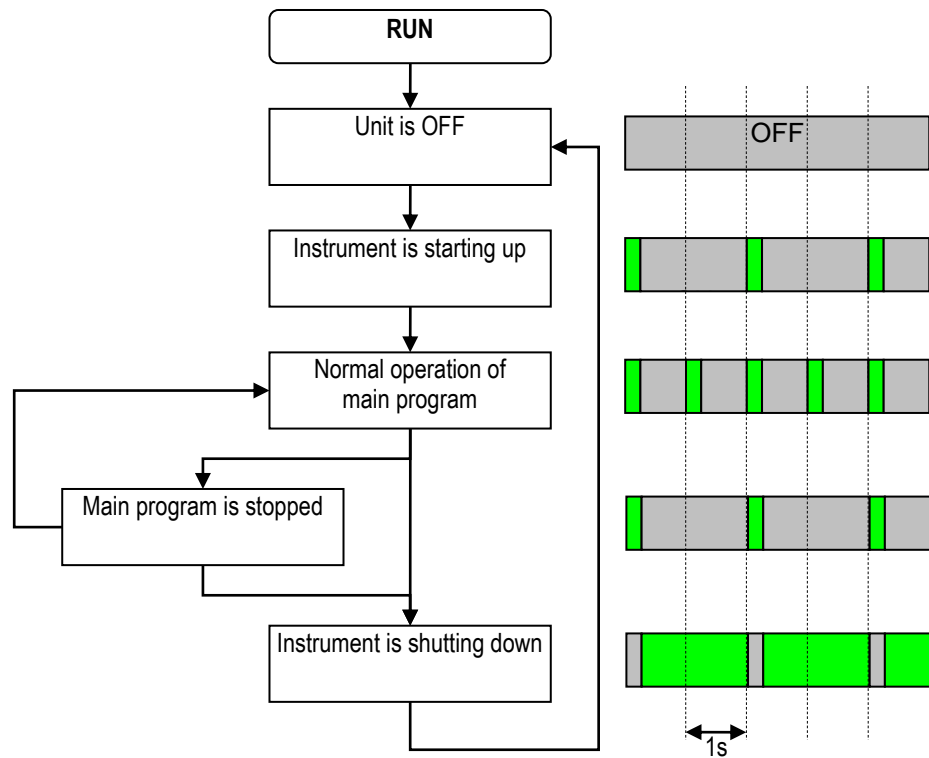 RUN
Unit is OFF
OFF
Instrument is starting up
Normal operation of
main program
Main program is stopped
Instrument is shutting down
1s